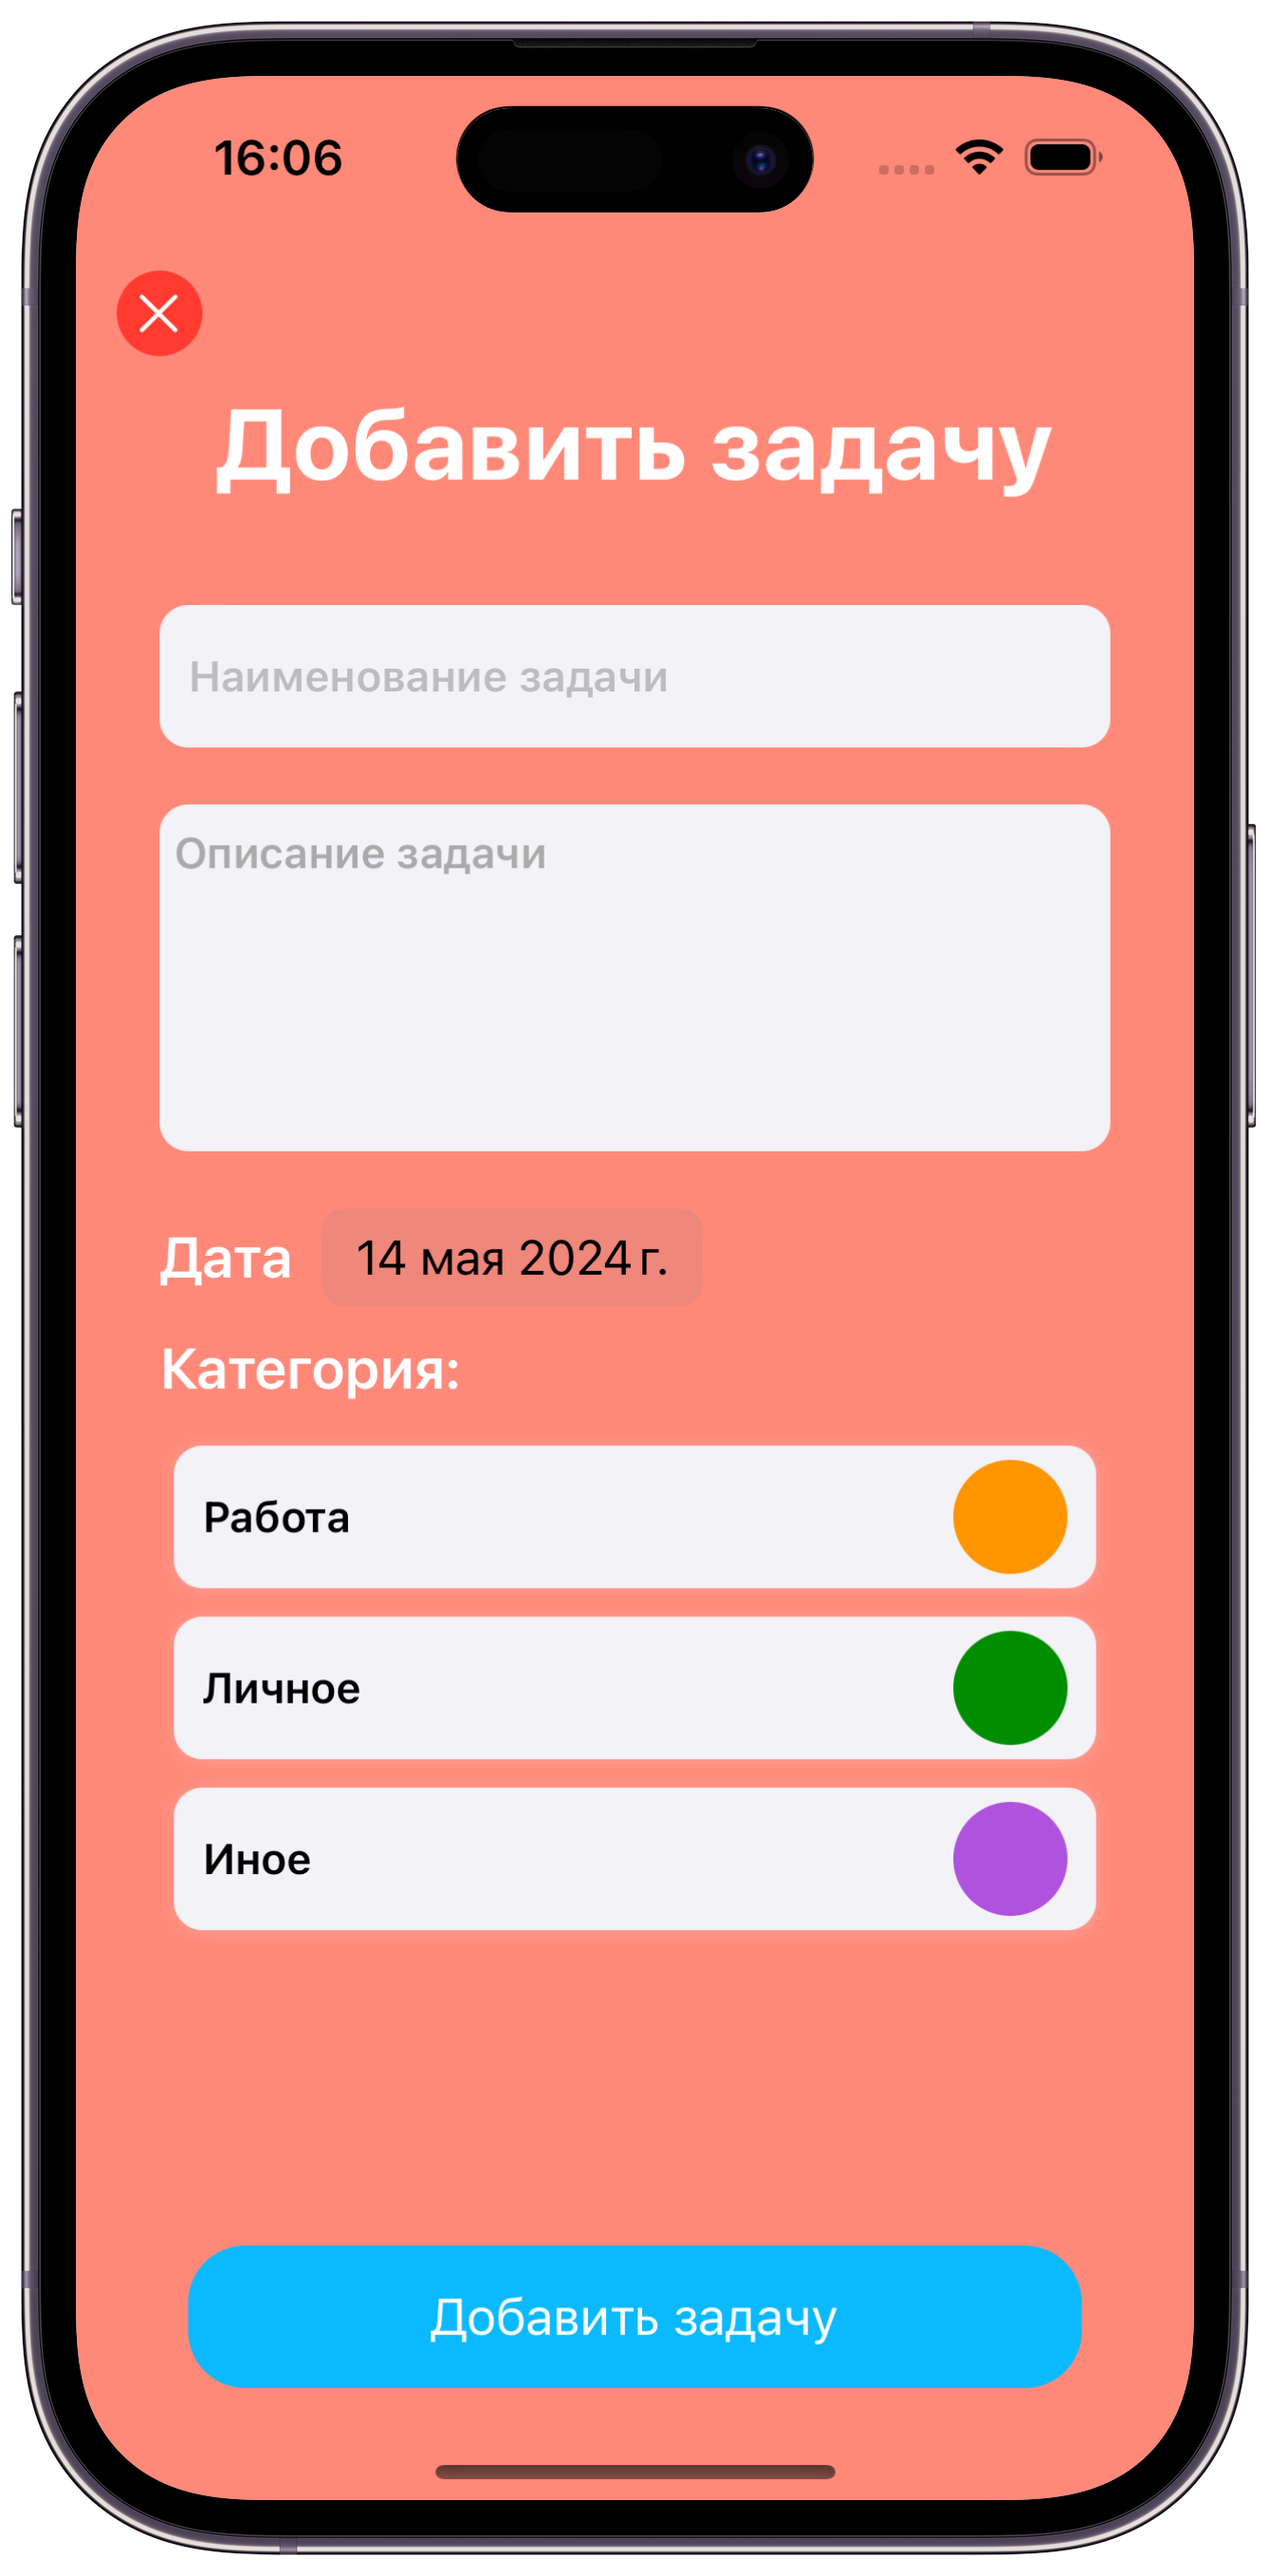 16:06
Добавить задачу
Наименование задачи
Описание задачи
Дата 14 мая 2024 г.
Категория:
Работа
Личное
Иное
Добавить задачу